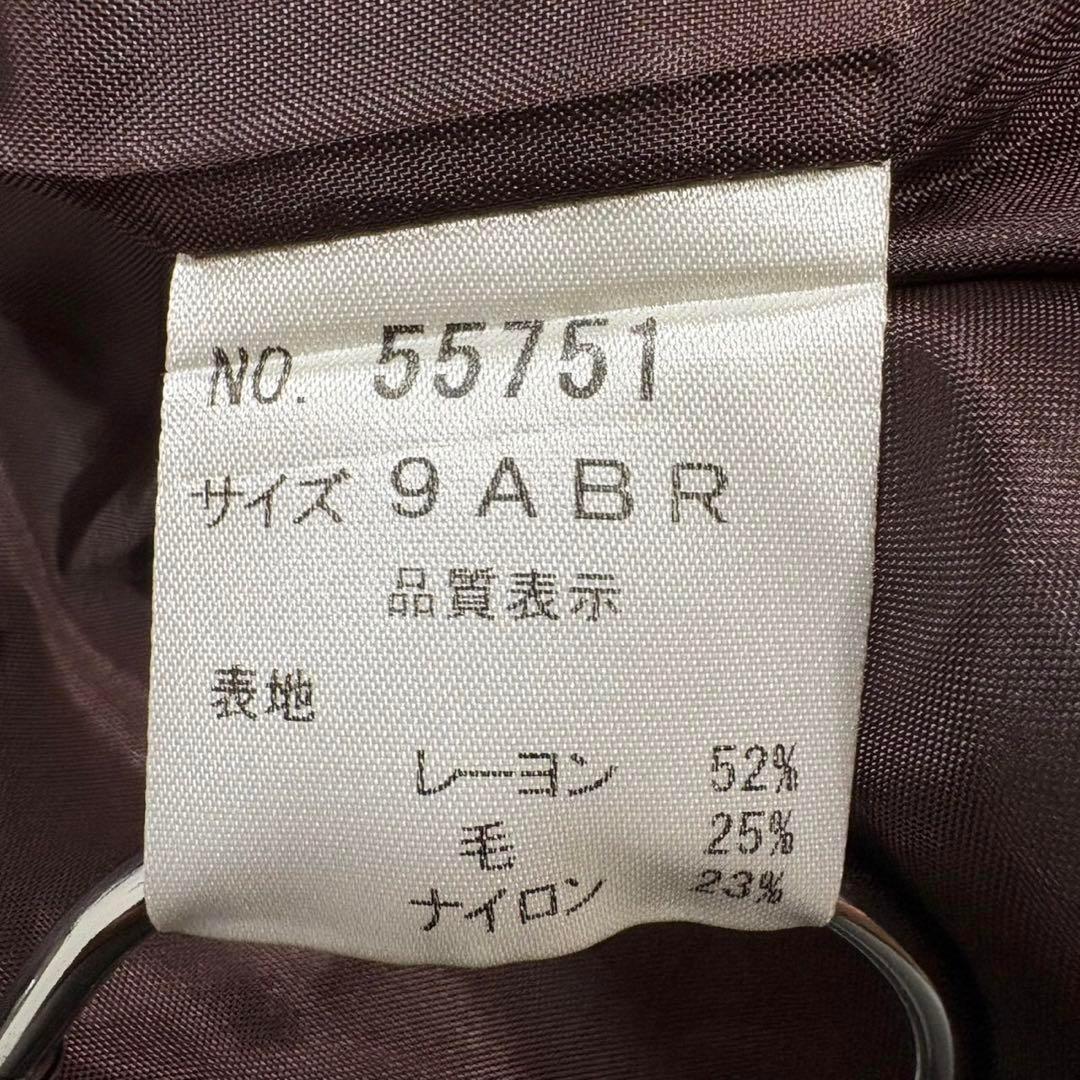 NO. 55751
サイズ 9ABR
品質表示
表地
レーヨン 52%
毛 25%
ナイロン 23%